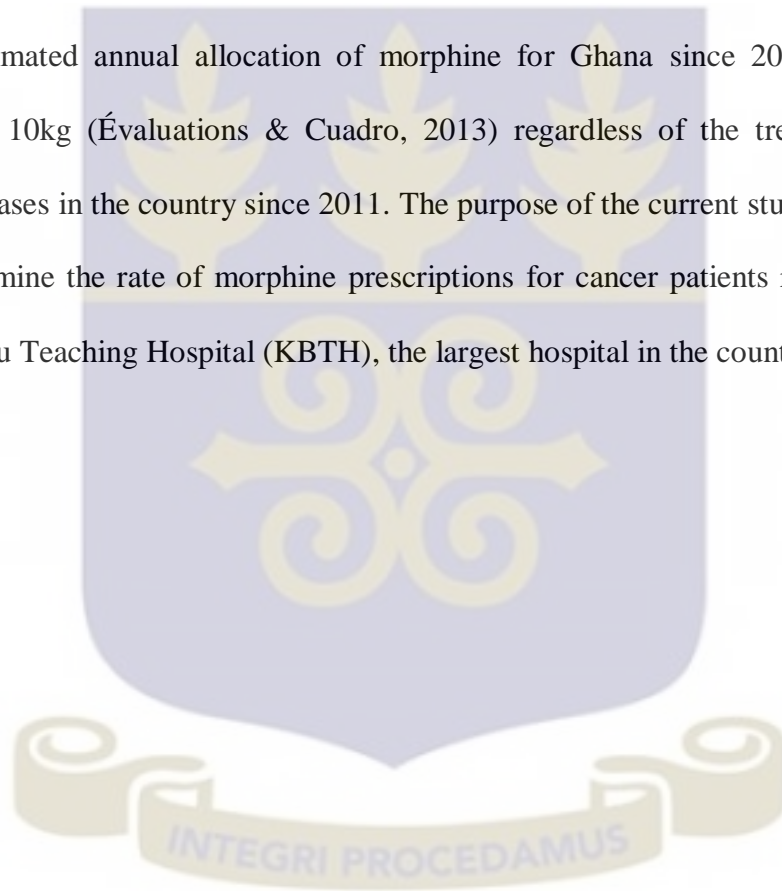 mated annual allocation of morphine for Ghana since 20
10kg (Évaluations & Cuadro, 2013) regardless of the tre
ases in the country since 2011. The purpose of the current stu
mine the rate of morphine prescriptions for cancer patients
u Teaching Hospital (KBTH), the largest hospital in the count
INTEGRI PROCEDAMUS